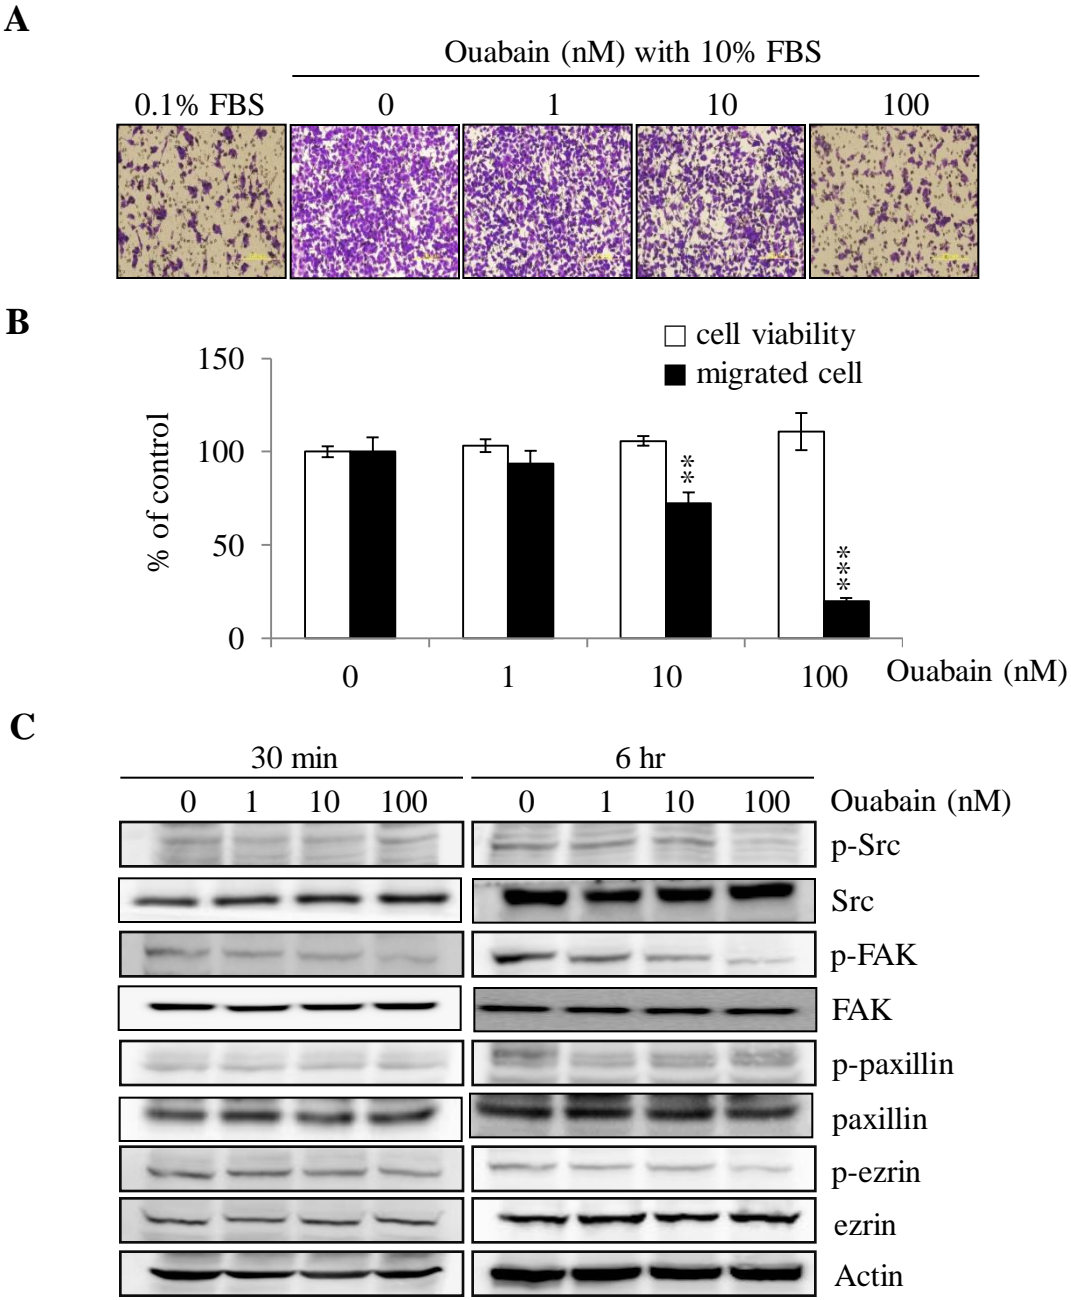 A
Ouabain (nM) with 10% FBS
0.1% FBS 0 1 10 100
B
cell viability
migrated cell
150
100
50
0
% of control
**
***
0 1 10 100 Ouabain (nM)
C
30 min 6 hr
0 1 10 100 0 1 10 100 Ouabain (nM)
p-Src
Src
p-FAK
FAK
p-paxillin
paxillin
p-ezrin
ezrin
Actin